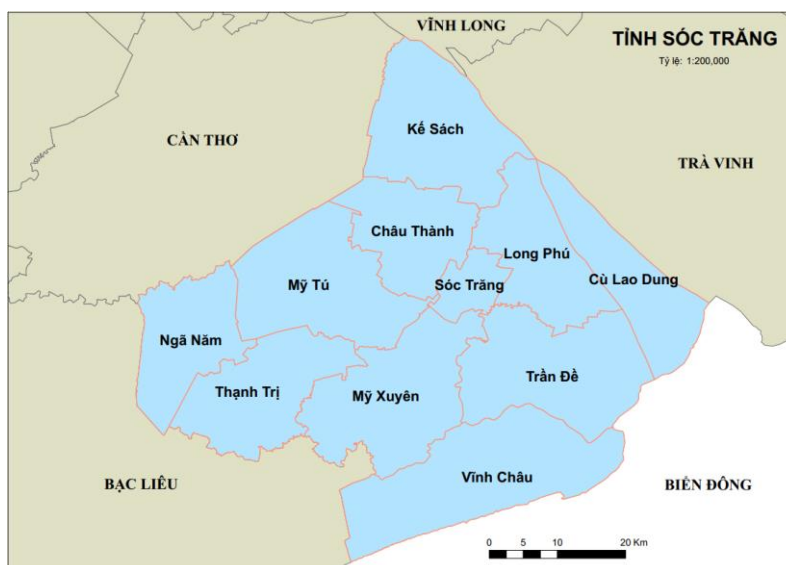 VĨNH LONG
TỈNH SÓC TRĂNG
Tỷ lệ: 1:200,000
Kế Sách
CẦN THƠ
TRÀ VINH
Châu Thành
Long Phú
Cù Lao Dung
Mỹ Tú
Sóc Trăng
Ngã Năm
Thạnh Trị
Mỹ Xuyên
Trần Đề
Vĩnh Châu
BẠC LIÊU
BIỂN ĐÔNG
0 5 10 20 Km